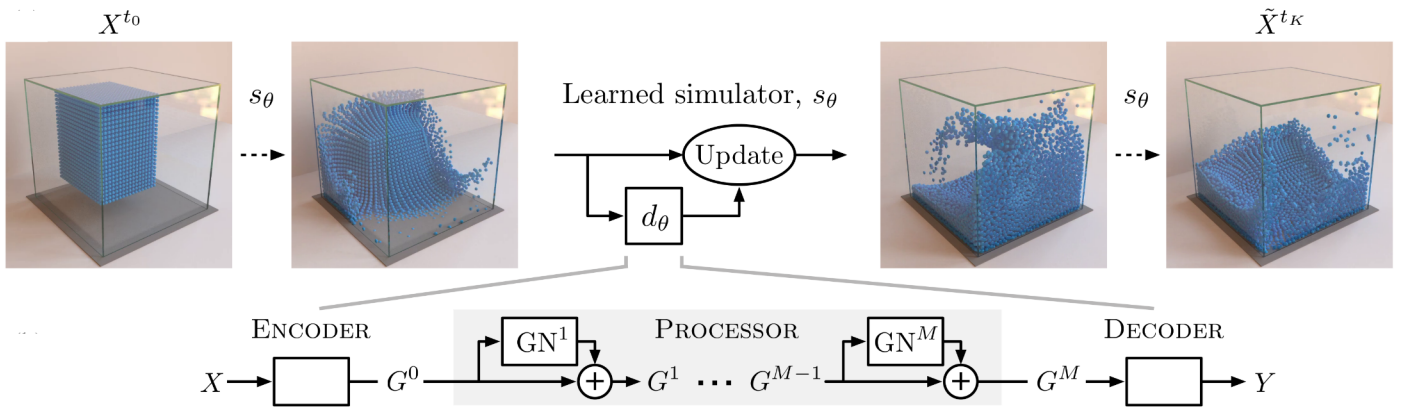 X^{t_0}
X̃^{t_K}
s_θ
Learned simulator, s_θ
s_θ
Update
d_θ
ENCODER
PROCESSOR
DECODER
GN^1
GN^M
X
G^0
+
G^1
···
G^{M-1}
+
G^M
Y